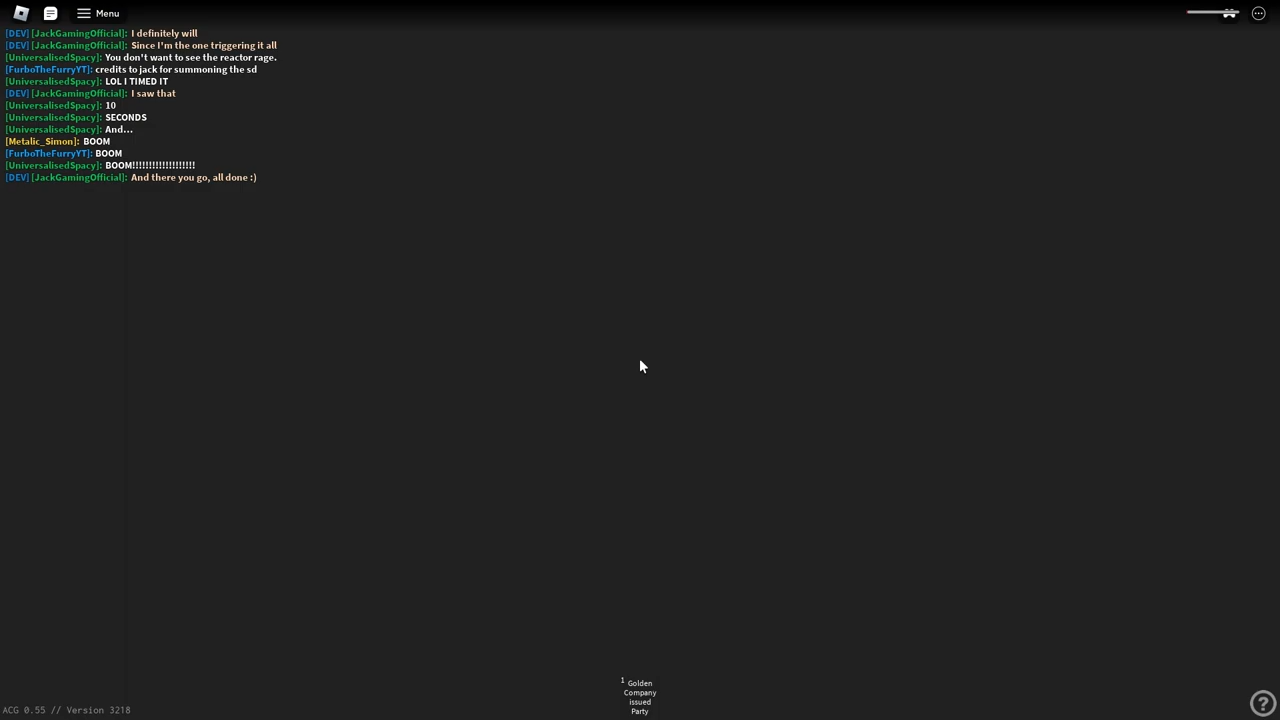 Menu
[DEV] [JackGamingOfficial]: I definitely will
[DEV] [JackGamingOfficial]: Since I'm the one triggering it all
[UniversalisedSpacy]: You don't want to see the reactor rage.
[FurboTheFurryYT]: credits to jack for summoning the sd
[UniversalisedSpacy]: LOL I TIMED IT
[DEV] [JackGamingOfficial]: I saw that
[UniversalisedSpacy]: 10
[UniversalisedSpacy]: SECONDS
[UniversalisedSpacy]: And...
[Metalic_Simon]: BOOM
[FurboTheFurryYT]: BOOM
[UniversalisedSpacy]: BOOM!!!!!!!!!!!!!!!!!!!
[DEV] [JackGamingOfficial]: And there you go, all done :)
1
Golden
Company
issued
Party
ACG 0.55 // Version 3218
?